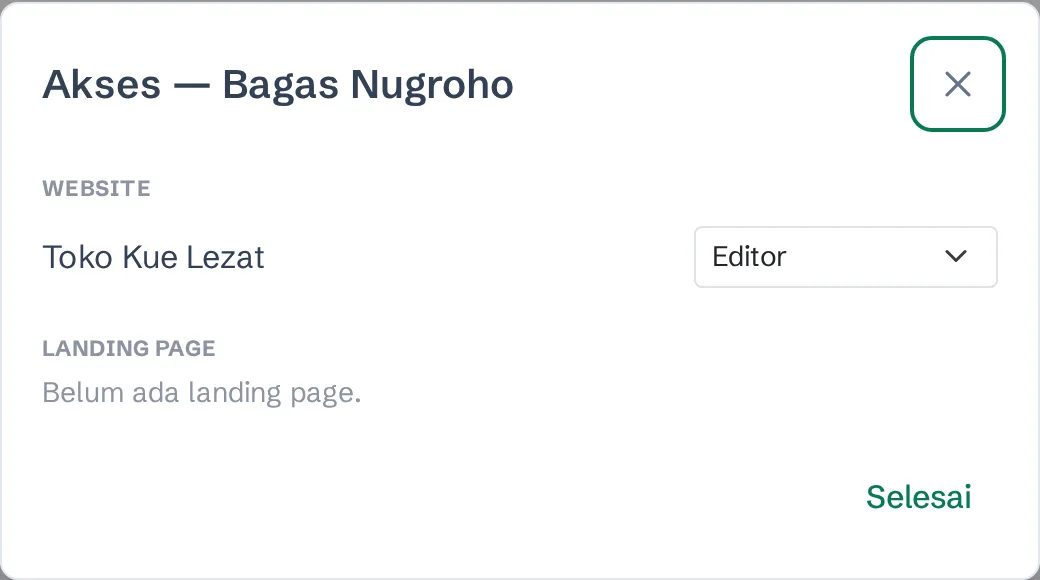 Akses — Bagas Nugroho
WEBSITE
Toko Kue Lezat
Editor
LANDING PAGE
Belum ada landing page.
Selesai